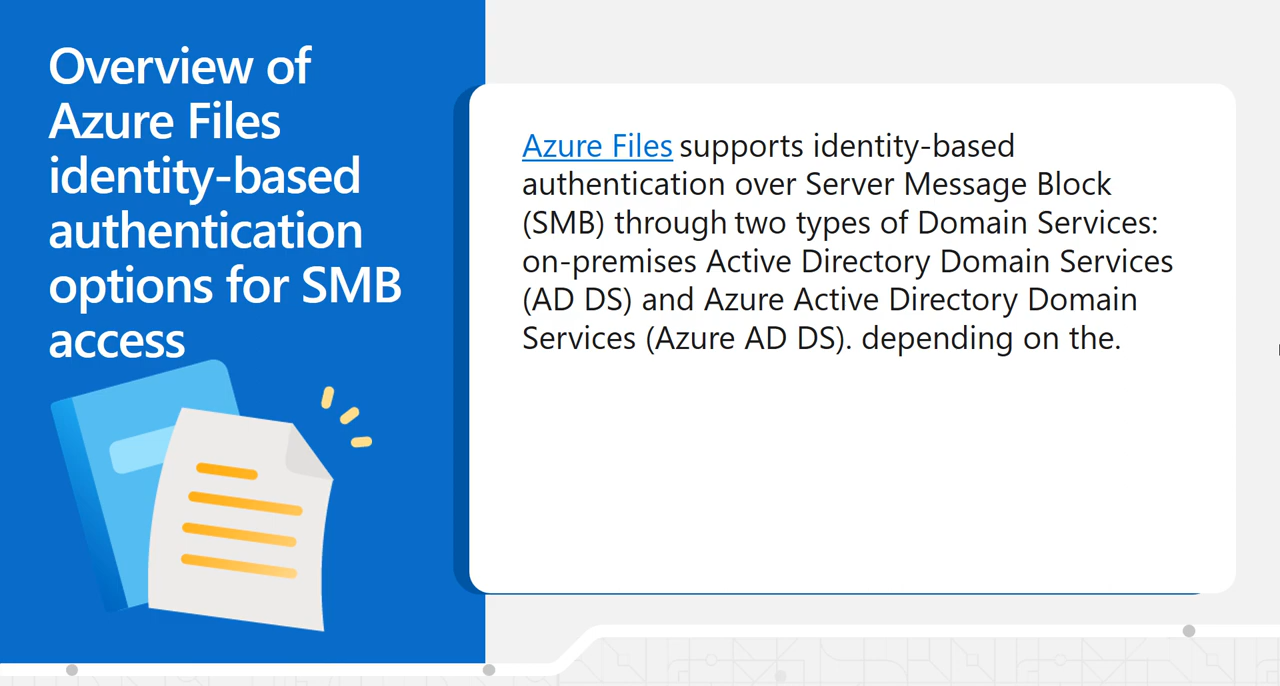 Overview of
Azure Files
identity-based
authentication
options for SMB
access
Azure Files supports identity-based
authentication over Server Message Block
(SMB) through two types of Domain Services:
on-premises Active Directory Domain Services
(AD DS) and Azure Active Directory Domain
Services (Azure AD DS). depending on the.